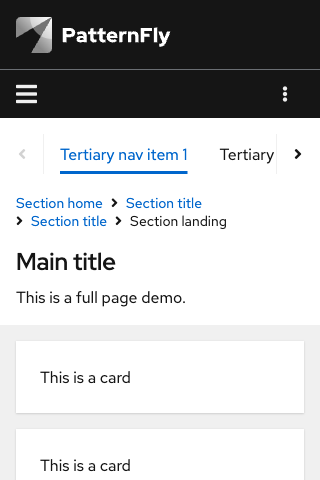 PatternFly
Tertiary nav item 1 Tertiary
Section home Section title
Section title Section landing
Main title
This is a full page demo.
This is a card
This is a card